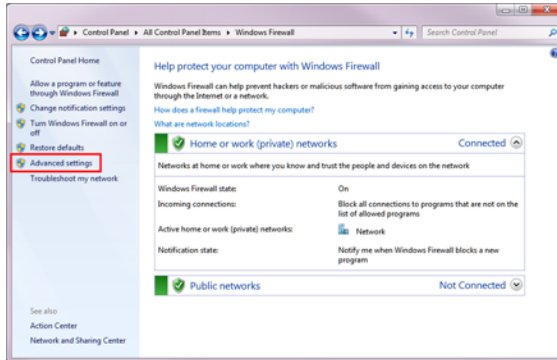 Control Panel ▸ All Control Panel Items ▸ Windows Firewall
Search Control Panel
Control Panel Home
Allow a program or feature
through Windows Firewall
Change notification settings
Turn Windows Firewall on or
off
Restore defaults
Advanced settings
Troubleshoot my network
See also
Action Center
Network and Sharing Center
Help protect your computer with Windows Firewall
Windows Firewall can help prevent hackers or malicious software from gaining access to your computer
through the Internet or a network.
How does a firewall help protect my computer?
What are network locations?
Home or work (private) networks Connected
Networks at home or work where you know and trust the people and devices on the network
Windows Firewall state: On
Incoming connections: Block all connections to programs that are not on the
list of allowed programs
Active home or work (private) networks: Network
Notification state: Notify me when Windows Firewall blocks a new
program
Public networks Not Connected